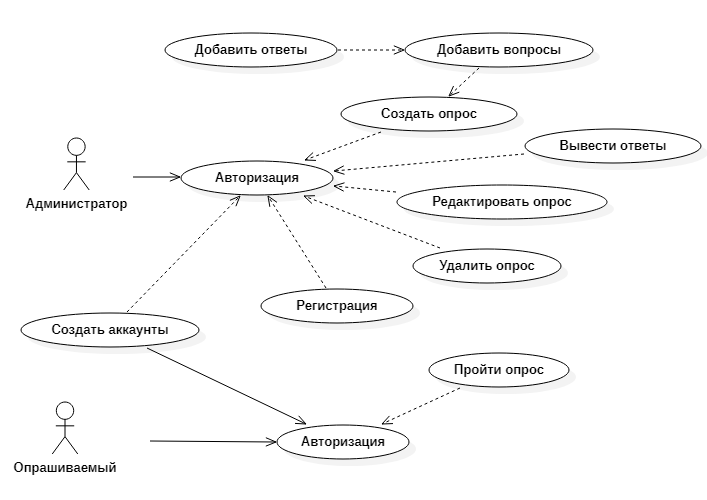 Добавить ответы
Добавить вопросы
Создать опрос
Вывести ответы
Авторизация
Администратор
Редактировать опрос
Удалить опрос
Регистрация
Создать аккаунты
Пройти опрос
Авторизация
Опрашиваемый